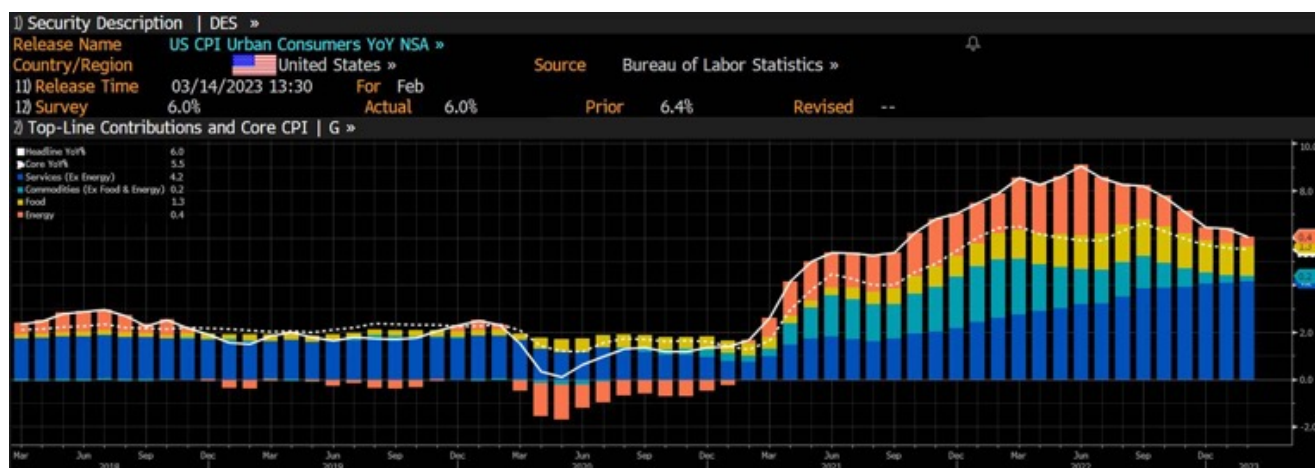 1) Security Description | DES »
Release Name US CPI Urban Consumers YoY NSA »
Country/Region United States » Source Bureau of Labor Statistics »
11) Release Time 03/14/2023 13:30 For Feb
12) Survey 6.0% Actual 6.0% Prior 6.4% Revised --
2) Top-Line Contributions and Core CPI | G »
Headline YoY% 6.0
Core YoY% 5.5
Services (Ex Energy) 4.2
Commodities (Ex Food & Energy) 0.2
Food 1.3
Energy 0.4
10.0
8.0
2.0
0.0
-2.0
Mar Jun Sep Dec Mar Jun Sep Dec Mar Jun Sep Dec Mar Jun Sep Dec Mar Jun Sep Dec
2018 2019 2020 2021 2022 2023